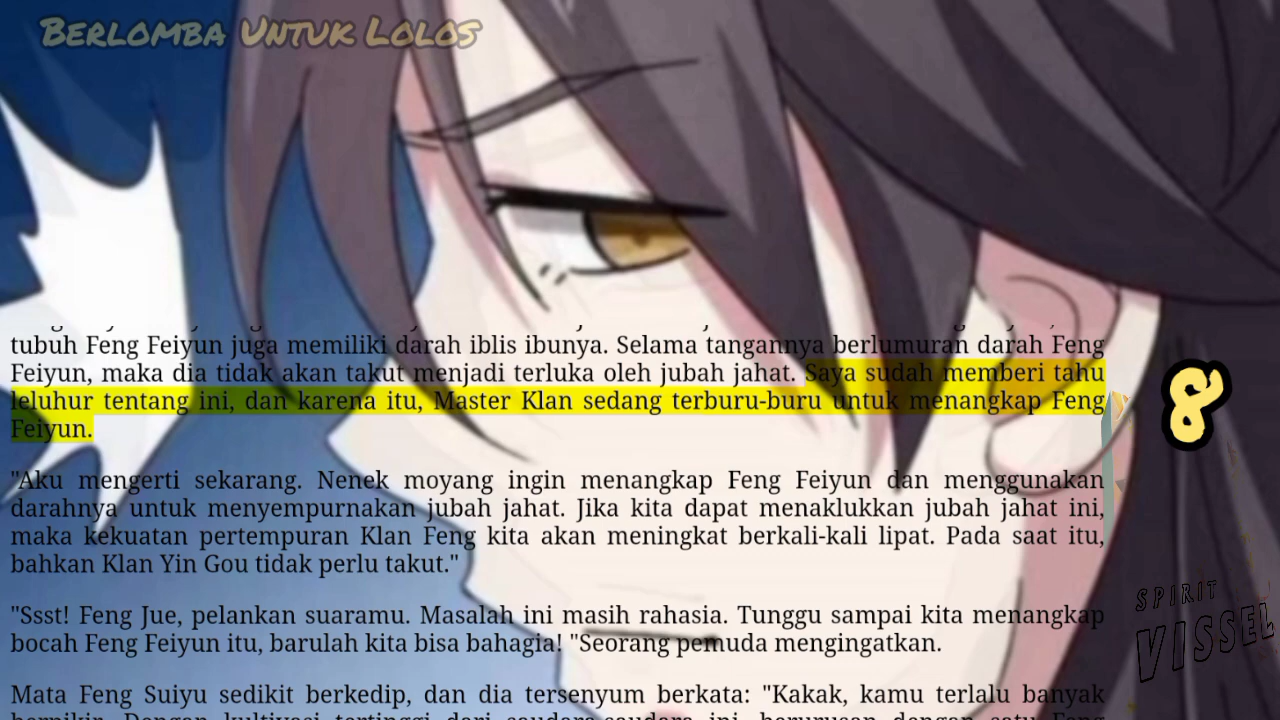 Berlomba Untuk Lolos
tubuh Feng Feiyun juga memiliki darah iblis ibunya. Selama tangannya berlumuran darah Feng
Feiyun, maka dia tidak akan takut menjadi terluka oleh jubah jahat. Saya sudah memberi tahu
leluhur tentang ini, dan karena itu, Master Klan sedang terburu-buru untuk menangkap Feng
Feiyun.
8
"Aku mengerti sekarang. Nenek moyang ingin menangkap Feng Feiyun dan menggunakan
darahnya untuk menyempurnakan jubah jahat. Jika kita dapat menaklukkan jubah jahat ini,
maka kekuatan pertempuran Klan Feng kita akan meningkat berkali-kali lipat. Pada saat itu,
bahkan Klan Yin Gou tidak perlu takut."
"Ssst! Feng Jue, pelankan suaramu. Masalah ini masih rahasia. Tunggu sampai kita menangkap
bocah Feng Feiyun itu, barulah kita bisa bahagia! "Seorang pemuda mengingatkan.
SPIRIT
VISSEL
Mata Feng Suiyu sedikit berkedip, dan dia tersenyum berkata: "Kakak, kamu terlalu banyak